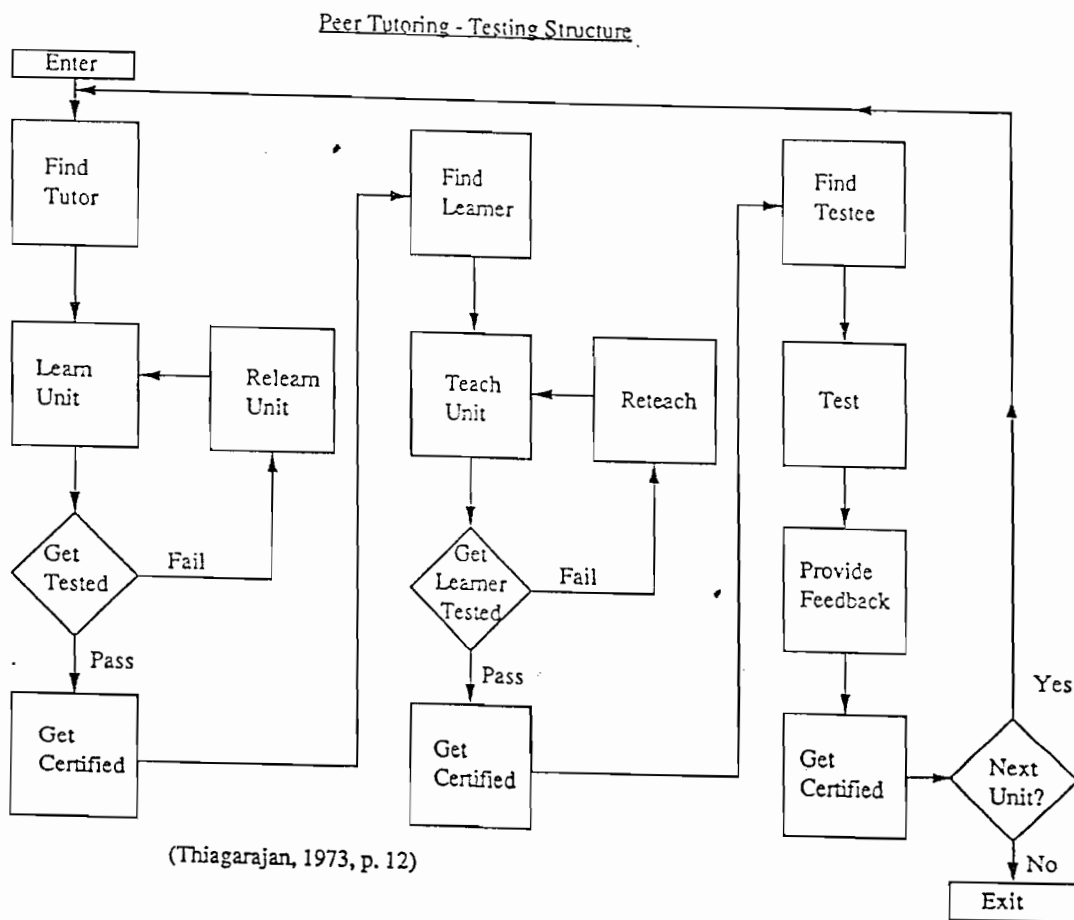 Peer Tutoring - Testing Structure
Enter
Find
Tutor
Learn
Unit
Relearn
Unit
Get
Tested
Fail
Pass
Get
Certified
Find
Learner
Teach
Unit
Reteach
Get
Learner
Tested
Fail
Pass
Get
Certified
Find
Testee
Test
Provide
Feedback
Get
Certified
Next
Unit?
Yes
No
Exit
(Thiagarajan, 1973, p. 12)